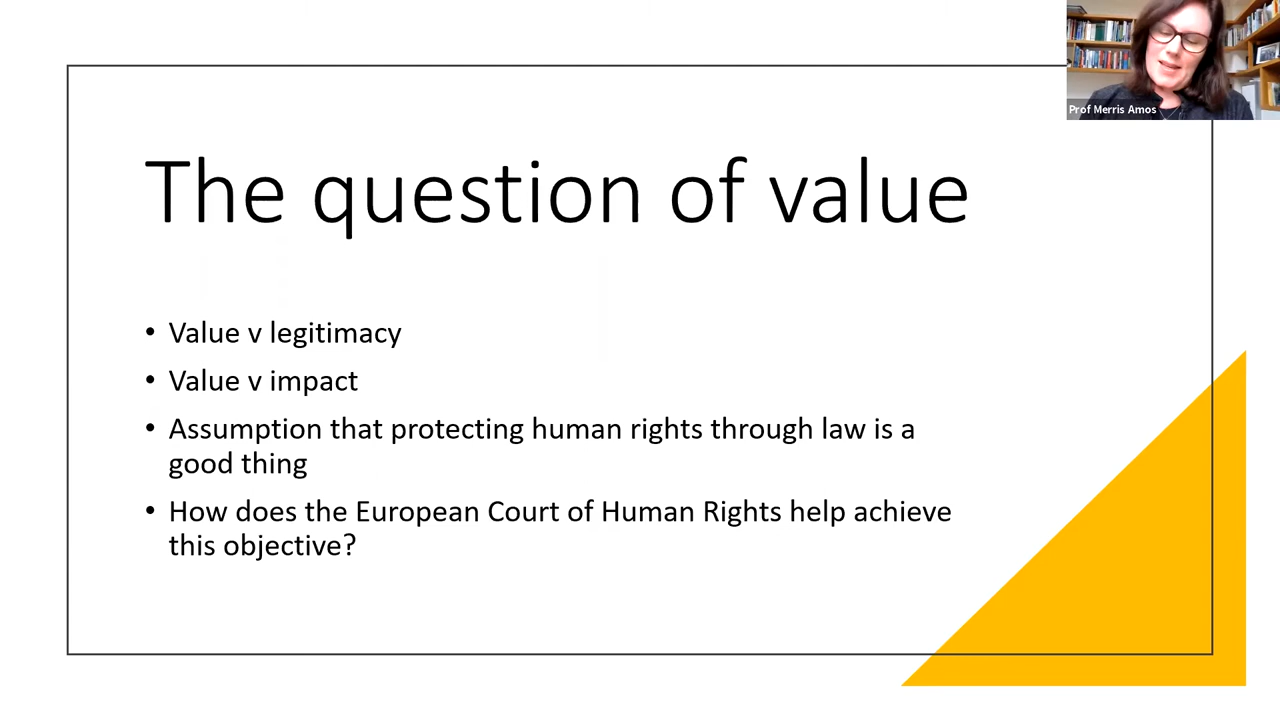 Prof Merris Amos
The question of value
• Value v legitimacy
• Value v impact
• Assumption that protecting human rights through law is a
good thing
• How does the European Court of Human Rights help achieve
this objective?